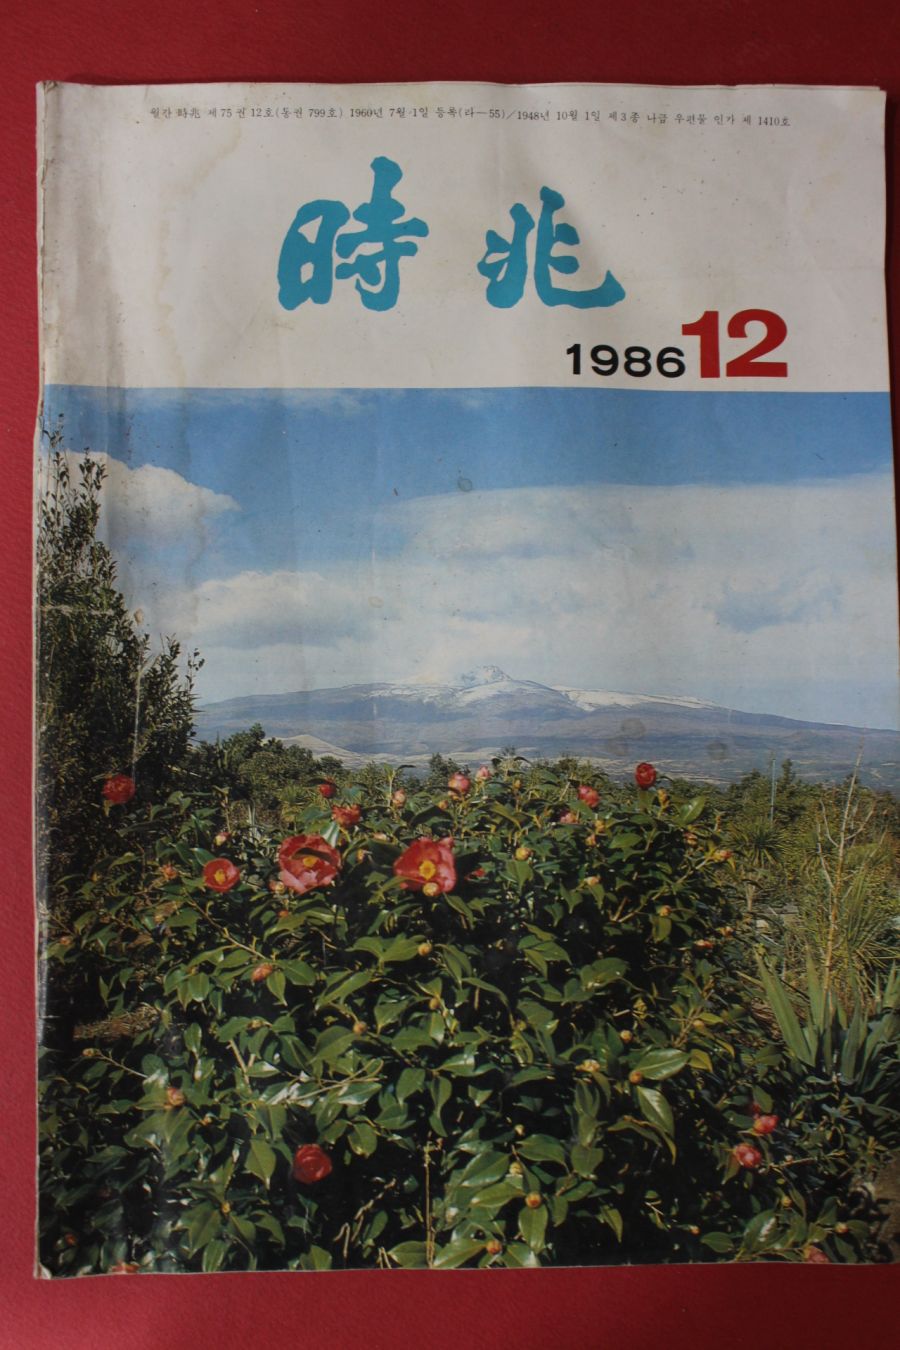 월간 時兆 제 75 권 12호(통권 799호) 1960년 7월 1일 등록(라—55)/1948년 10월 1일 제 3 종 나급 우편물 인가 제 1410호
時兆
1986 12